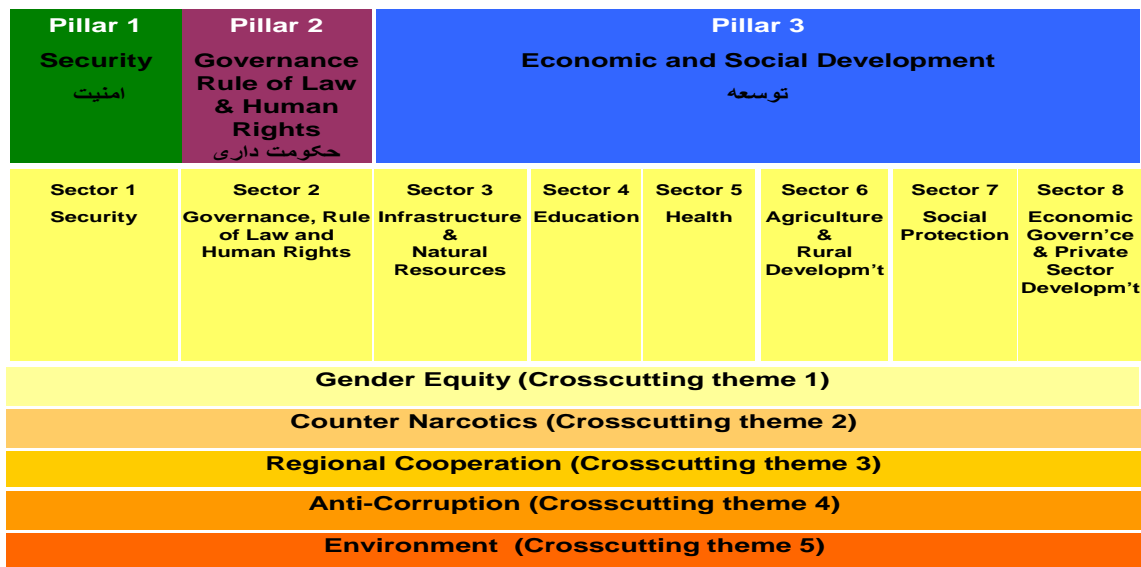 Pillar 1
Security
امنیت
Pillar 2
Governance
Rule of Law
& Human
Rights
حکومت داری
Pillar 3
Economic and Social Development
توسعه
Sector 1
Security
Sector 2
Governance, Rule
of Law and
Human Rights
Sector 3
Infrastructure
&
Natural
Resources
Sector 4
Education
Sector 5
Health
Sector 6
Agriculture
&
Rural
Developm’t
Sector 7
Social
Protection
Sector 8
Economic
Govern’ce
& Private
Sector
Developm’t
Gender Equity (Crosscutting theme 1)
Counter Narcotics (Crosscutting theme 2)
Regional Cooperation (Crosscutting theme 3)
Anti-Corruption (Crosscutting theme 4)
Environment (Crosscutting theme 5)